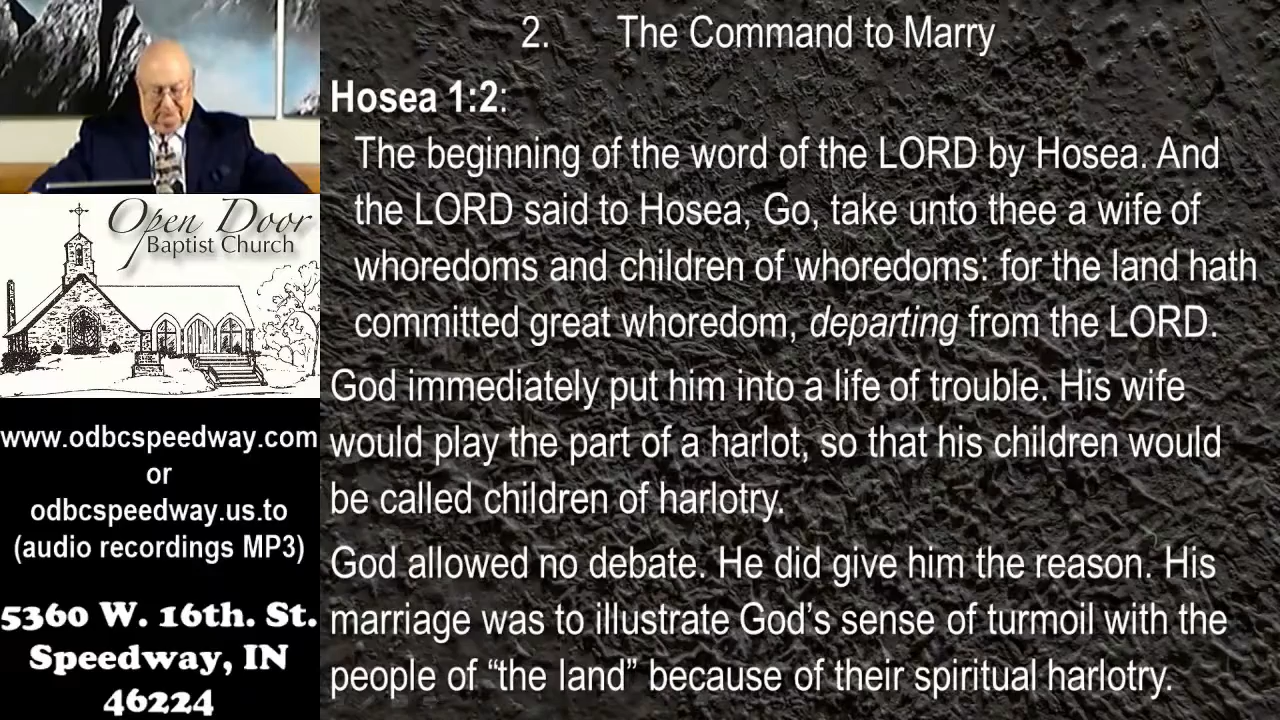 2. The Command to Marry
Hosea 1:2:
The beginning of the word of the LORD by Hosea. And
the LORD said to Hosea, Go, take unto thee a wife of
whoredoms and children of whoredoms: for the land hath
committed great whoredom, departing from the LORD.
God immediately put him into a life of trouble. His wife
would play the part of a harlot, so that his children would
be called children of harlotry.
God allowed no debate. He did give him the reason. His
marriage was to illustrate God’s sense of turmoil with the
people of “the land” because of their spiritual harlotry.
Open Door
Baptist Church
www.odbcspeedway.com
or
odbcspeedway.us.to
(audio recordings MP3)
5360 W. 16th. St.
Speedway, IN
46224